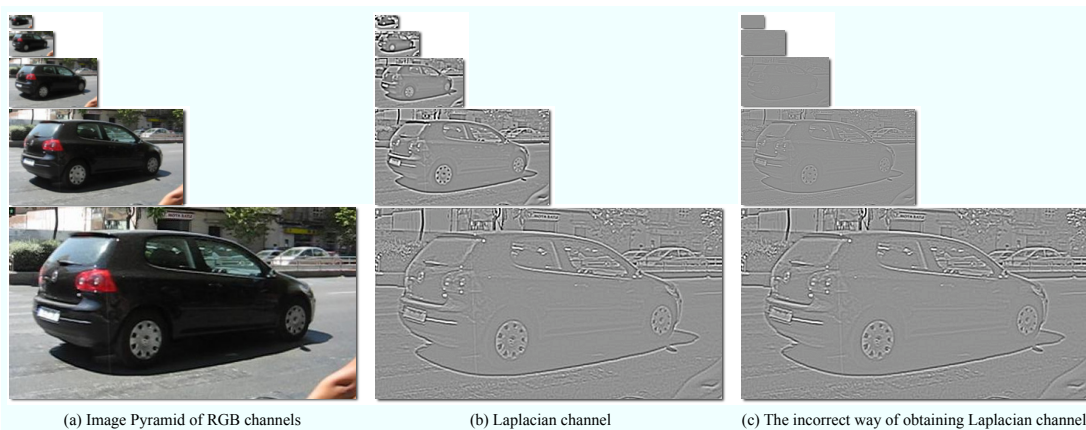 (a) Image Pyramid of RGB channels
(b) Laplacian channel
(c) The incorrect way of obtaining Laplacian channel